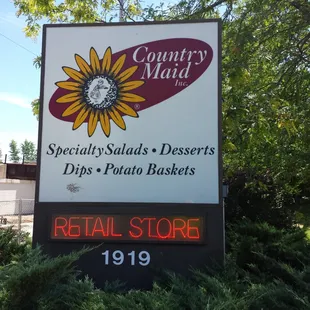 Country
Maid
Inc.
Specialty Salads • Desserts
Dips • Potato Baskets
RETAIL STORE
1919